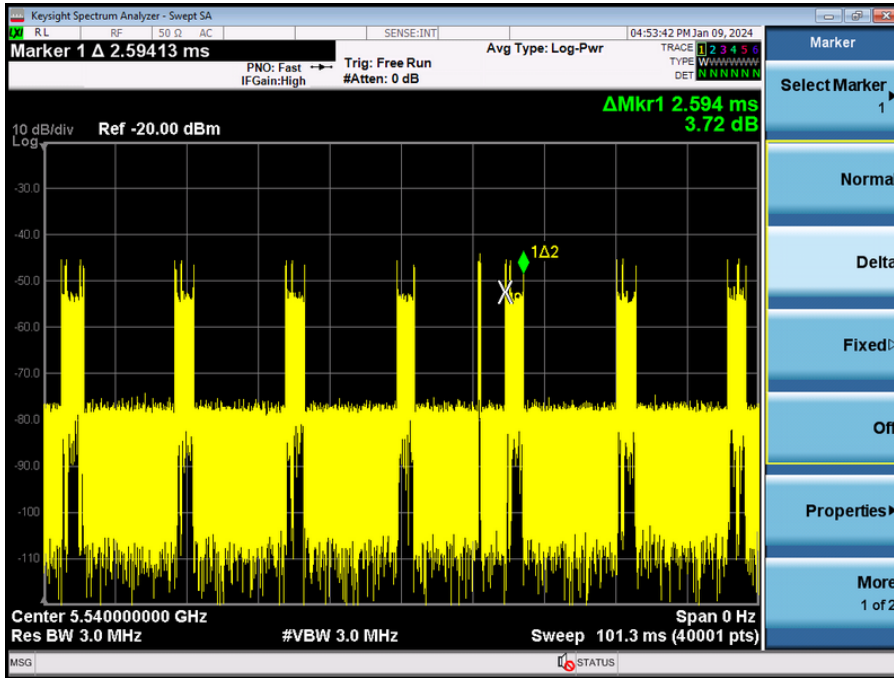 Keysight Spectrum Analyzer - Swept SA
RL RF 50 Ω AC SENSE:INT 04:53:42 PM Jan 09, 2024
Marker 1 Δ 2.59413 ms
PNO: Fast
IFGain:High
Trig: Free Run
#Atten: 0 dB
Avg Type: Log-Pwr
TRACE 1 2 3 4 5 6
TYPE WWWWWW
DET N N N N N N
ΔMkr1 2.594 ms
3.72 dB
10 dB/div
Log
Ref -20.00 dBm
-30.0
-40.0
-50.0
-60.0
-70.0
-80.0
-90.0
-100
-110
1Δ2
Center 5.540000000 GHz
Span 0 Hz
Res BW 3.0 MHz
#VBW 3.0 MHz
Sweep 101.3 ms (40001 pts)
MSG
STATUS
Marker
Select Marker
1
Normal
Delta
Fixed
Off
Properties
More
1 of 2